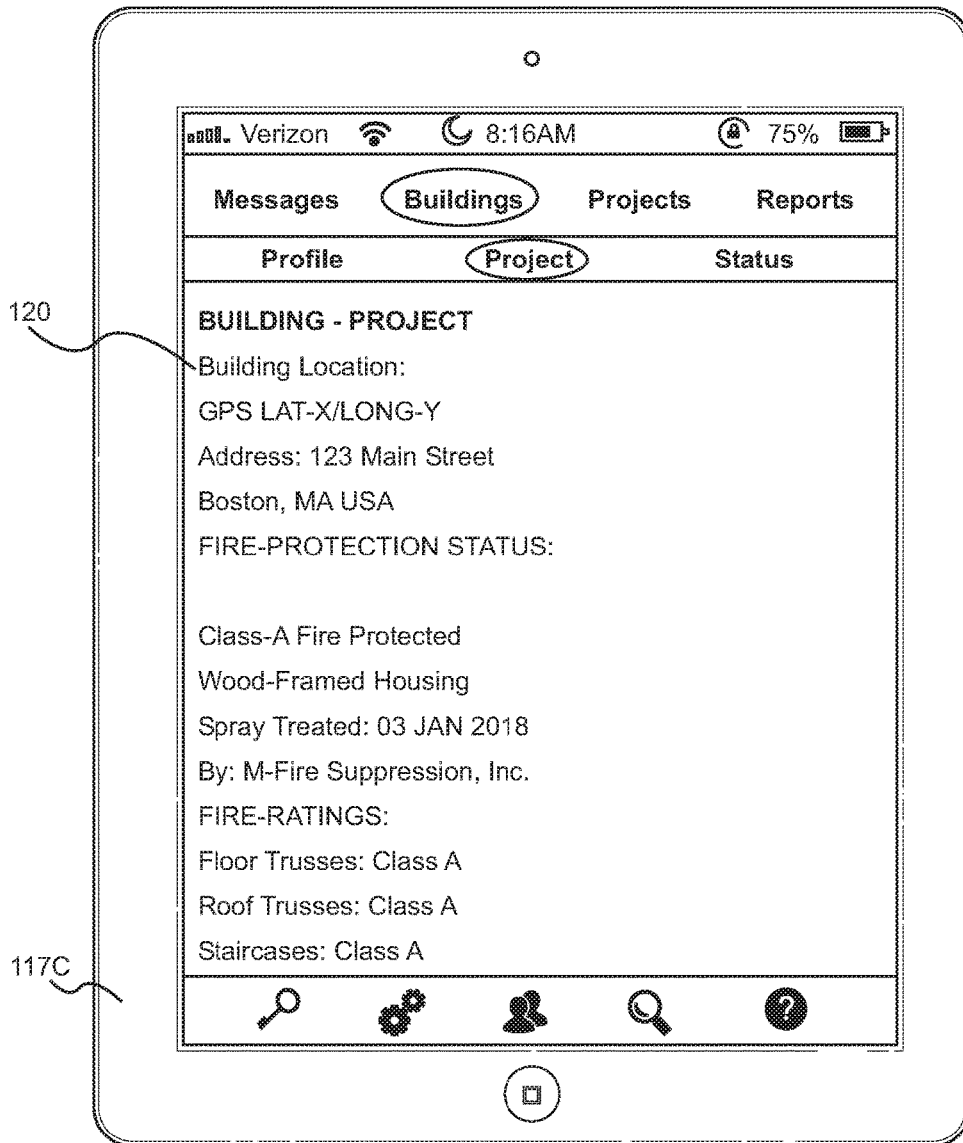 Verizon 8:16AM 75%
Messages Buildings Projects Reports
Profile Project Status
120
BUILDING - PROJECT
Building Location:
GPS LAT-X/LONG-Y
Address: 123 Main Street
Boston, MA USA
FIRE-PROTECTION STATUS:
Class-A Fire Protected
Wood-Framed Housing
Spray Treated: 03 JAN 2018
By: M-Fire Suppression, Inc.
FIRE-RATINGS:
Floor Trusses: Class A
Roof Trusses: Class A
Staircases: Class A
117C
?